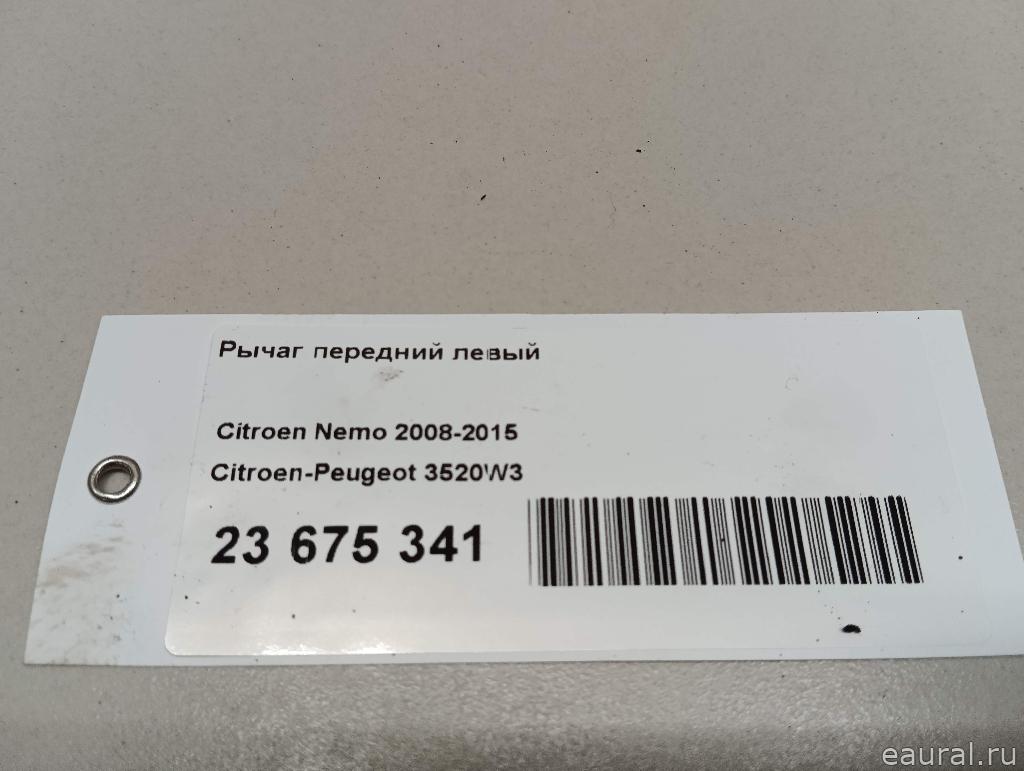 Рычаг передний левый
Citroen Nemo 2008-2015
Citroen-Peugeot 3520W3
23 675 341
eaural.ru